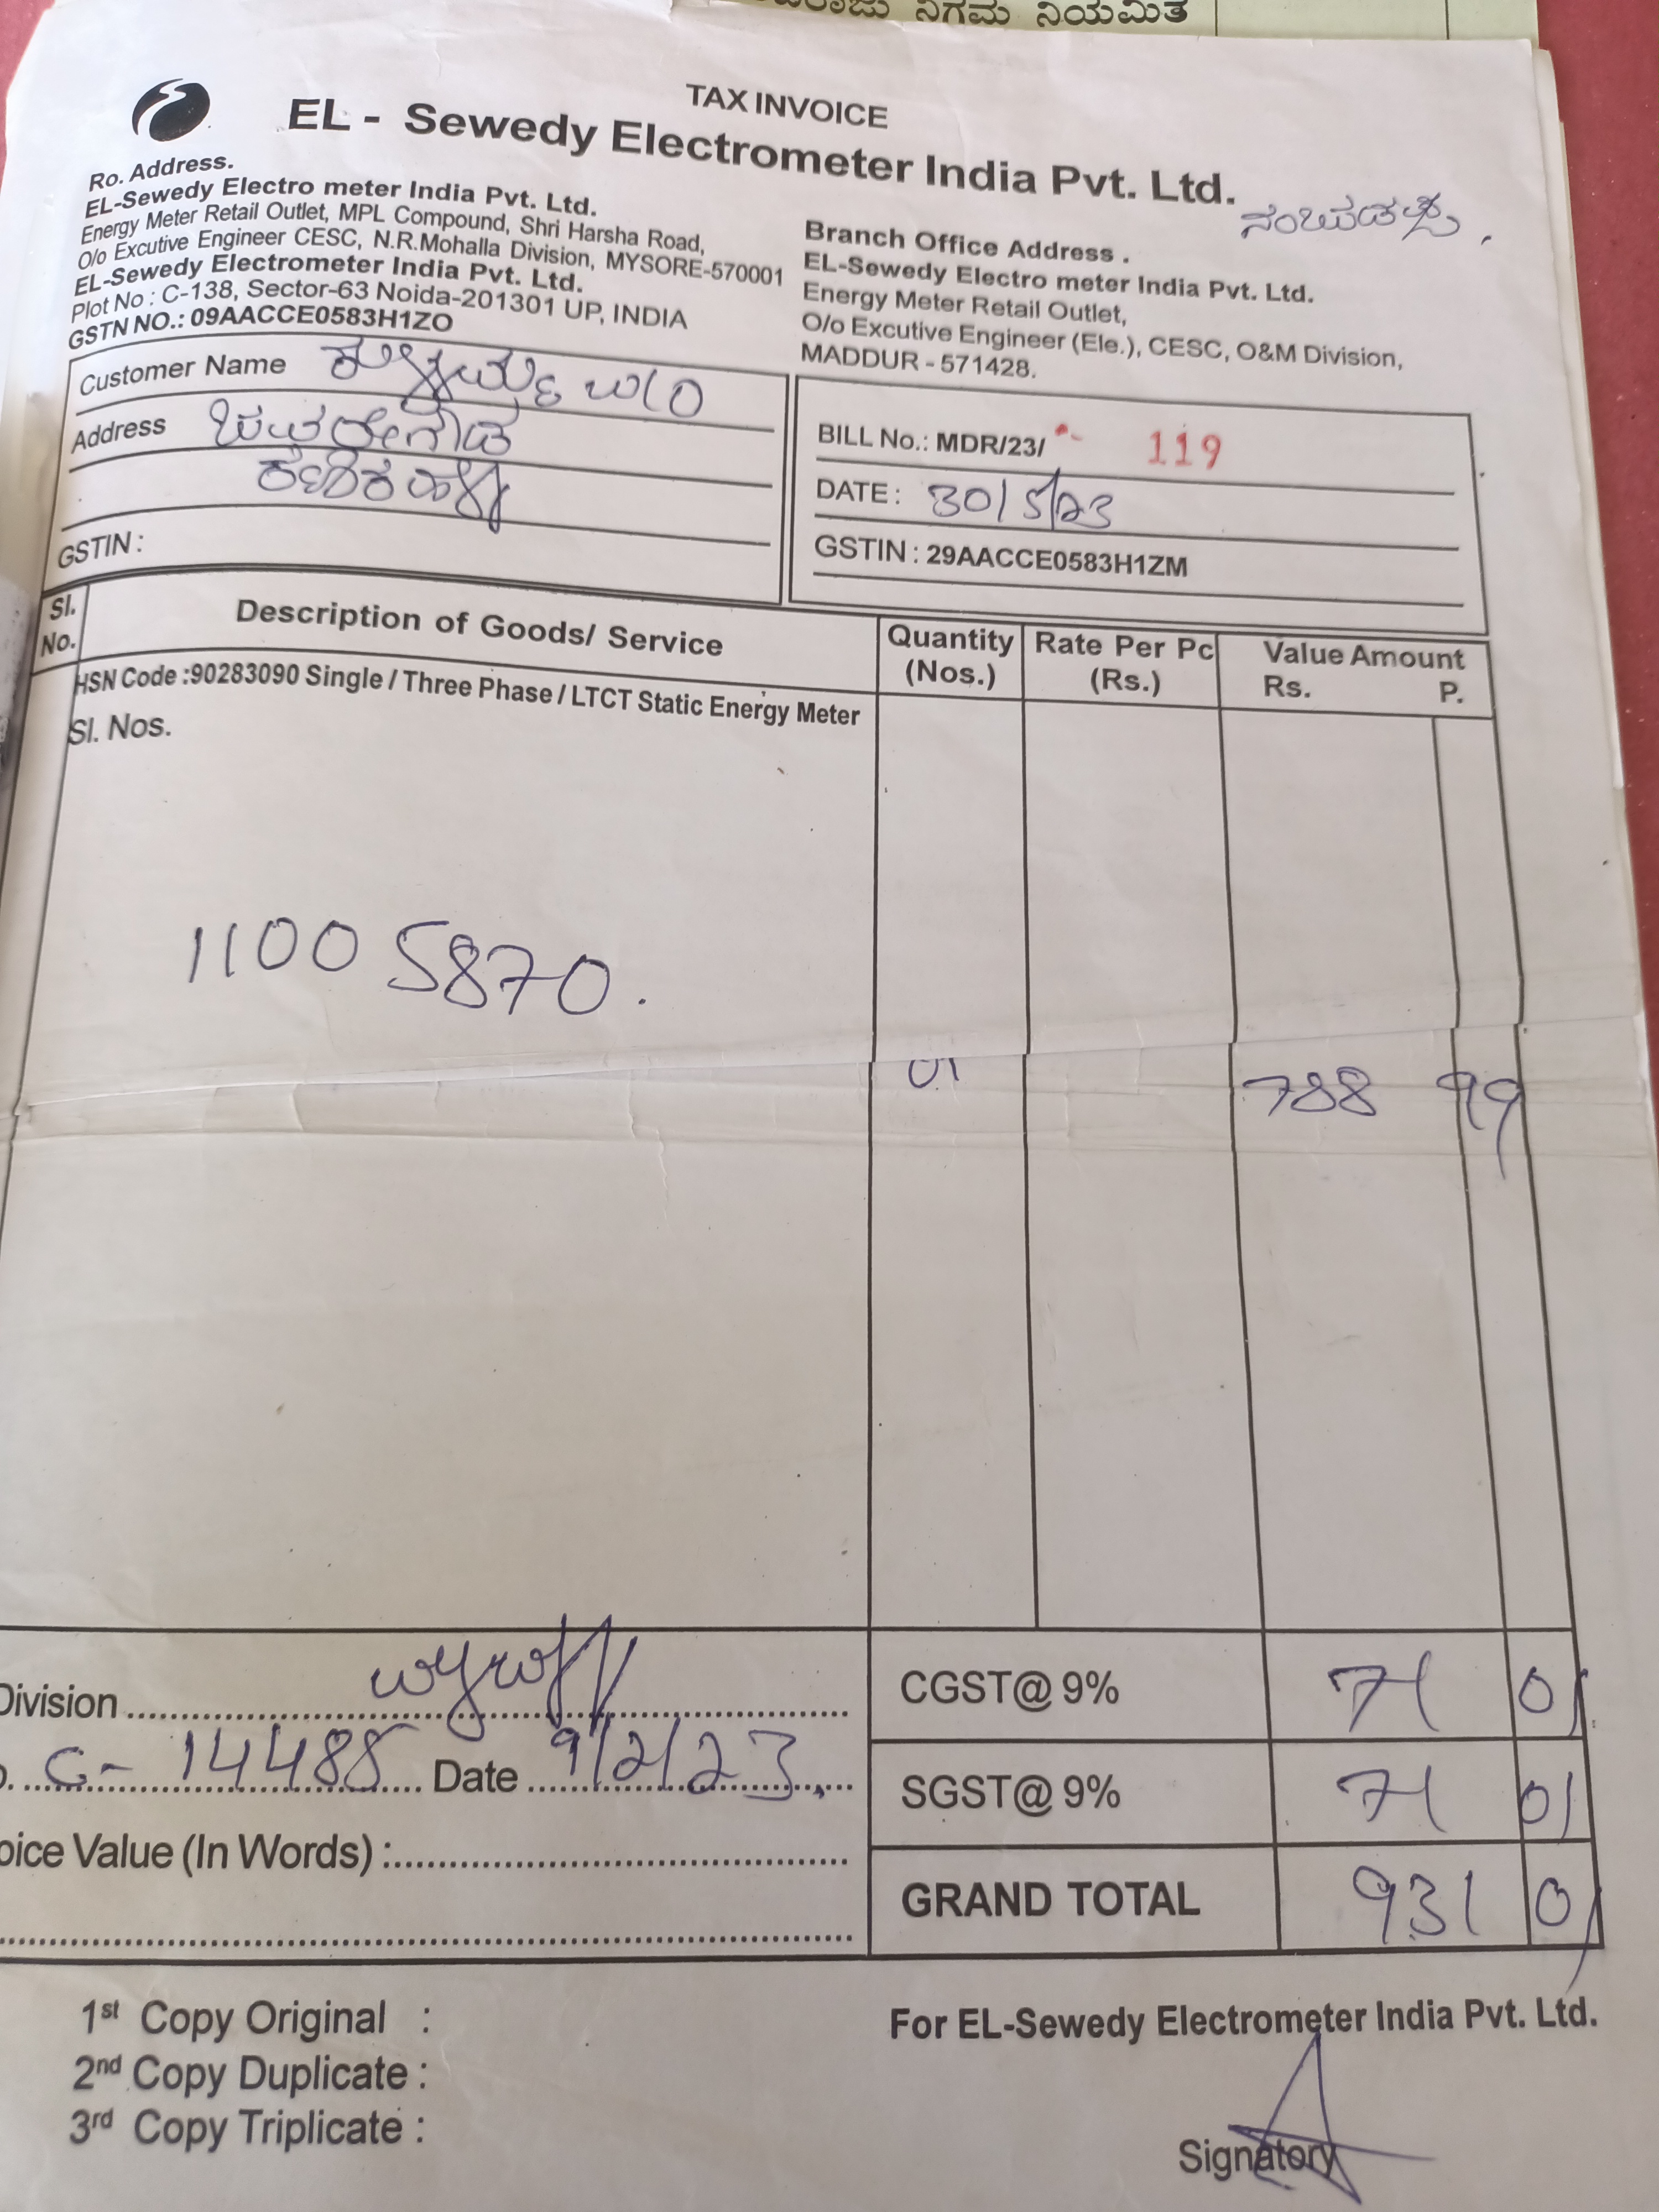 ನಿಗಮ ನಿಯಮಿತ
TAX INVOICE
EL - Sewedy Electrometer India Pvt. Ltd.
Ro. Address.
EL-Sewedy Electro meter India Pvt. Ltd.
Energy Meter Retail Outlet, MPL Compound, Shri Harsha Road,
O/o Excutive Engineer CESC, N.R.Mohalla Division, MYSORE-570001
EL-Sewedy Electrometer India Pvt. Ltd.
Plot No : C-138, Sector-63 Noida-201301 UP, INDIA
GSTN NO.: 09AACCE0583H1ZO
Branch Office Address .
EL-Sewedy Electro meter India Pvt. Ltd.
Energy Meter Retail Outlet,
O/o Excutive Engineer (Ele.), CESC, O&M Division,
MADDUR - 571428.
Customer Name W/O
Address
GSTIN :
BILL No.: MDR/23/ 119
DATE : 30/5/23
GSTIN : 29AACCE0583H1ZM
Sl. No. Description of Goods/ Service Quantity (Nos.) Rate Per Pc (Rs.) Value Amount Rs. P.
HSN Code :90283090 Single / Three Phase / LTCT Static Energy Meter
Sl. Nos.
11005870.
01 788 99
Division
C- 14488 Date 9/2/23,
oice Value (In Words) :
CGST@ 9% 71 01
SGST@ 9% 71 01
GRAND TOTAL 931 01
1st Copy Original :
2nd Copy Duplicate :
3rd Copy Triplicate :
For EL-Sewedy Electrometer India Pvt. Ltd.
Signatory